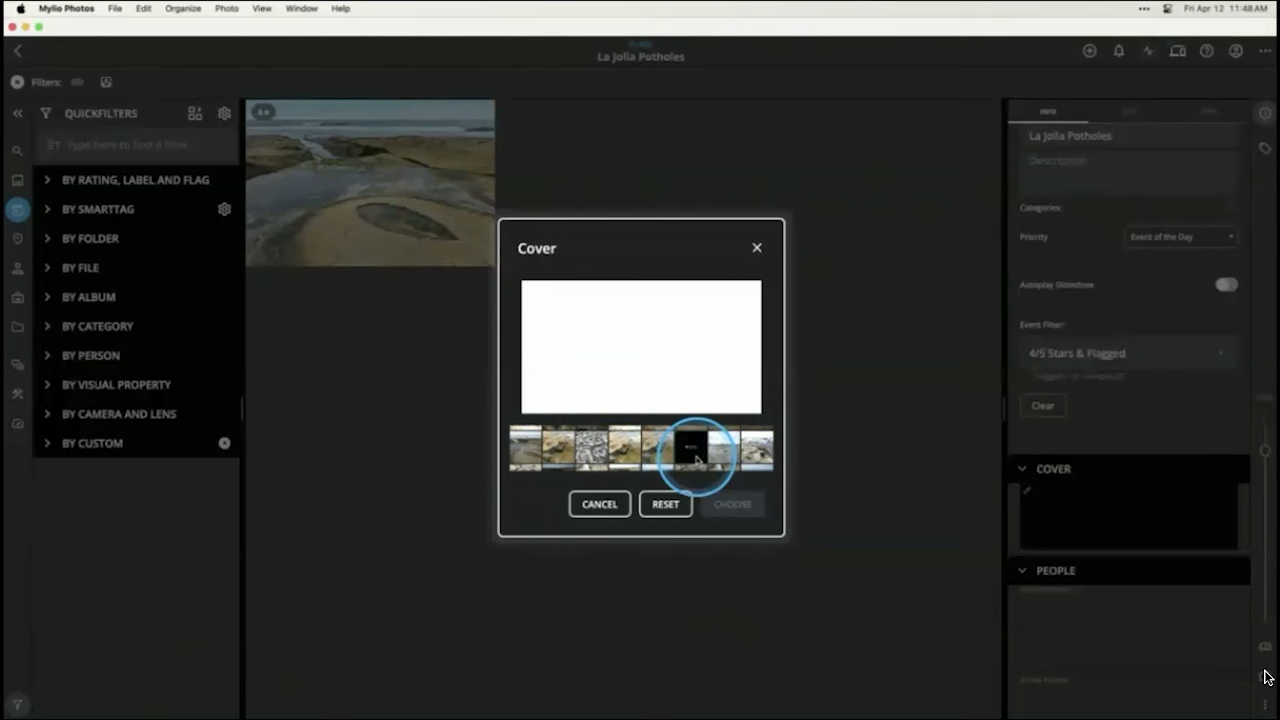 Mylio Photos File Edit Organize Photo View Window Help
Fri Apr 12 11:48 AM
La Jolla Potholes
Filters:
QUICKFILTERS
Type here to find a filter...
BY RATING, LABEL AND FLAG
BY SMARTTAG
BY FOLDER
BY FILE
BY ALBUM
BY CATEGORY
BY PERSON
BY VISUAL PROPERTY
BY CAMERA AND LENS
BY CUSTOM
Cover
CANCEL RESET CHOOSE
INFO
La Jolla Potholes
Description
Categories
Priority Event of the Day
Autoplay Slideshow
Event Filter:
4/5 Stars & Flagged
Clear
COVER
PEOPLE